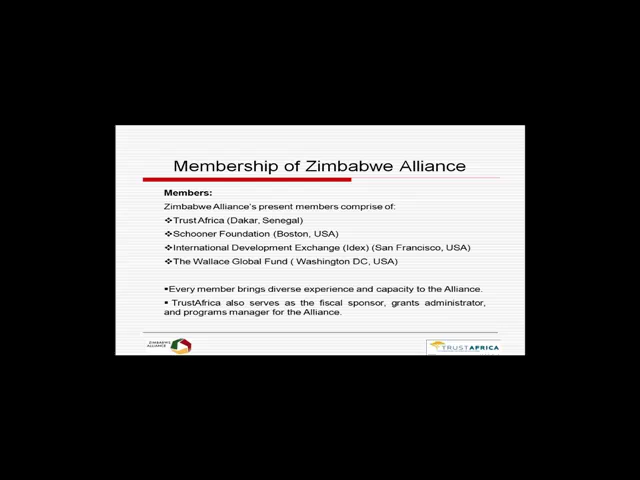 Membership of Zimbabwe Alliance
Members:
Zimbabwe Alliance's present members comprise of:
❖Trust Africa (Dakar, Senegal)
❖Schooner Foundation (Boston, USA)
❖International Development Exchange (Idex) (San Francisco, USA)
❖The Wallace Global Fund ( Washington DC, USA)
▪Every member brings diverse experience and capacity to the Alliance.
▪ TrustAfrica also serves as the fiscal sponsor, grants administrator,
and programs manager for the Alliance.
ZIMBABWE
ALLIANCE
TRUSTAFRICA